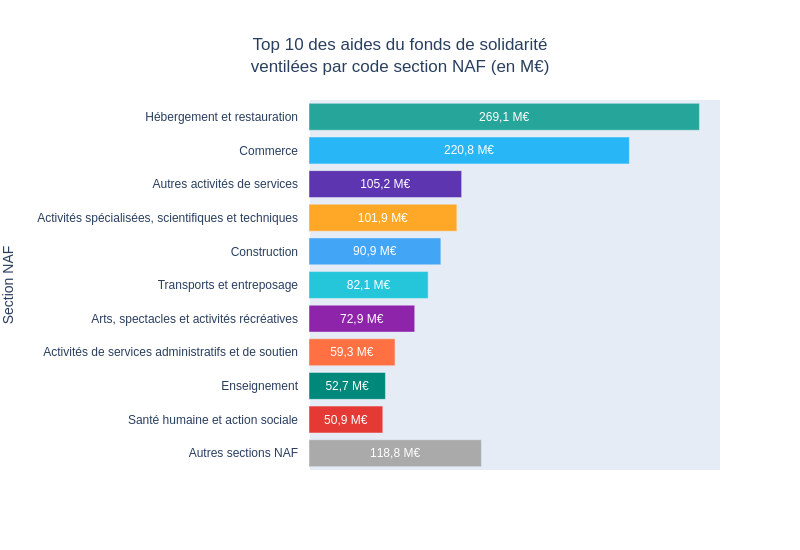 Top 10 des aides du fonds de solidarité
ventilées par code section NAF (en M€)
Section NAF
Hébergement et restauration 269,1 M€
Commerce 220,8 M€
Autres activités de services 105,2 M€
Activités spécialisées, scientifiques et techniques 101,9 M€
Construction 90,9 M€
Transports et entreposage 82,1 M€
Arts, spectacles et activités récréatives 72,9 M€
Activités de services administratifs et de soutien 59,3 M€
Enseignement 52,7 M€
Santé humaine et action sociale 50,9 M€
Autres sections NAF 118,8 M€